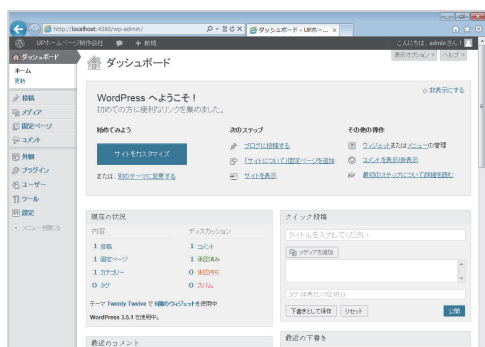 http://localhost:4360/wp-admin/
ダッシュボード ‹ UPホー...
UPホームページ制作会社 + 新規
こんにちは、adminさん!
表示オプション ヘルプ
ダッシュボード
ホーム
更新
投稿
メディア
固定ページ
コメント
外観
プラグイン
ユーザー
ツール
設定
メニューを閉じる
ダッシュボード
WordPress へようこそ！
初めての方に便利なリンクを集めました。
非表示にする
始めてみよう
サイトをカスタマイズ
または、別のテーマに変更する
次のステップ
ブログに投稿する
「サイトについて」固定ページを追加
サイトを表示
その他の操作
ウィジェットまたはメニューの管理
コメントを表示/非表示
最初のステップについて詳細を読む
現在の状況
内容 ディスカッション
1 投稿 1 コメント
1 固定ページ 1 承認済み
1 カテゴリー 0 承認待ち
0 タグ 0 スパム
テーマ Twenty Twelve で 6個のウィジェットを使用中
WordPress 3.5.1 を使用中。
最近のコメント
クイック投稿
タイトルを入力してください
メディアを追加
タグ (半角カンマ区切り)
下書きとして保存 リセット 公開
最近の下書き